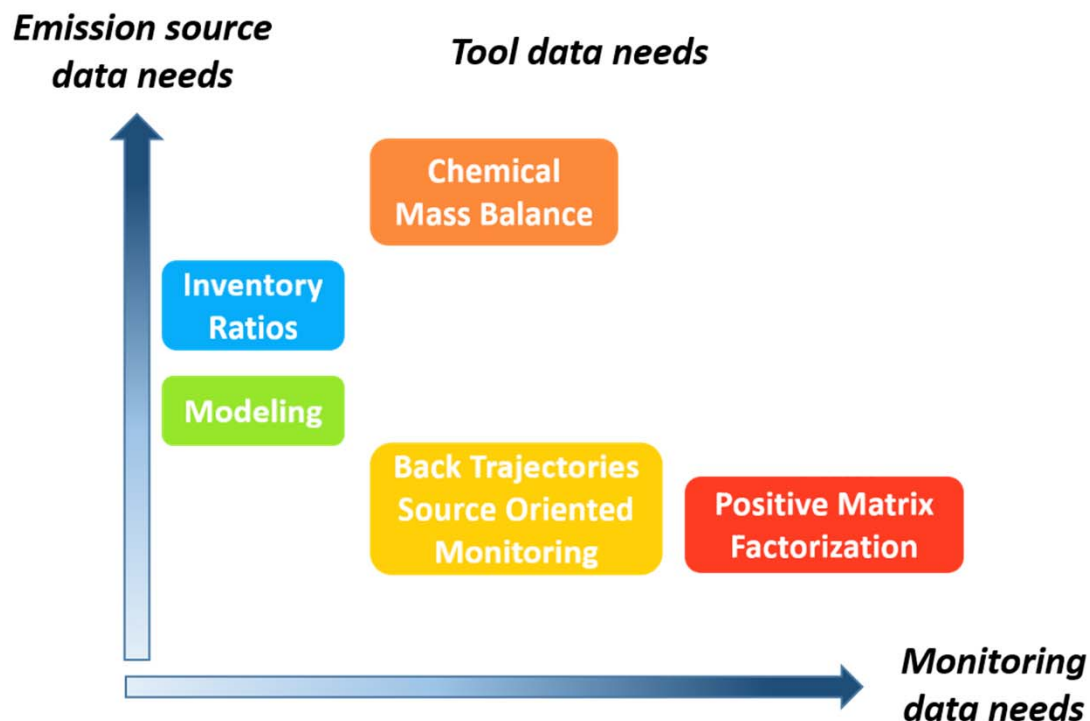 Emission source
data needs
Tool data needs
Chemical
Mass Balance
Inventory
Ratios
Modeling
Back Trajectories
Source Oriented
Monitoring
Positive Matrix
Factorization
Monitoring
data needs